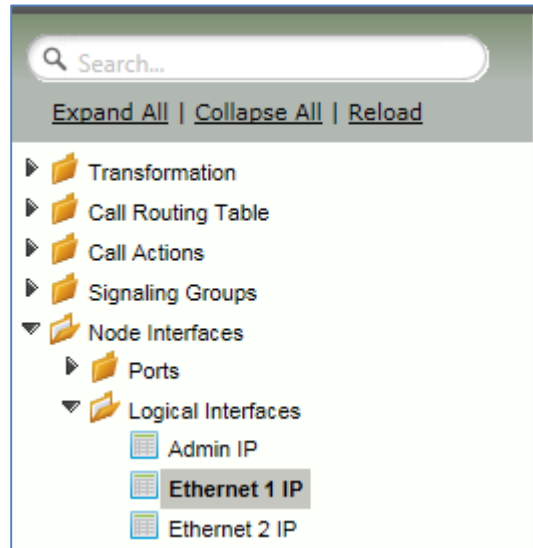 Search...
Expand All | Collapse All | Reload
Transformation
Call Routing Table
Call Actions
Signaling Groups
Node Interfaces
Ports
Logical Interfaces
Admin IP
Ethernet 1 IP
Ethernet 2 IP